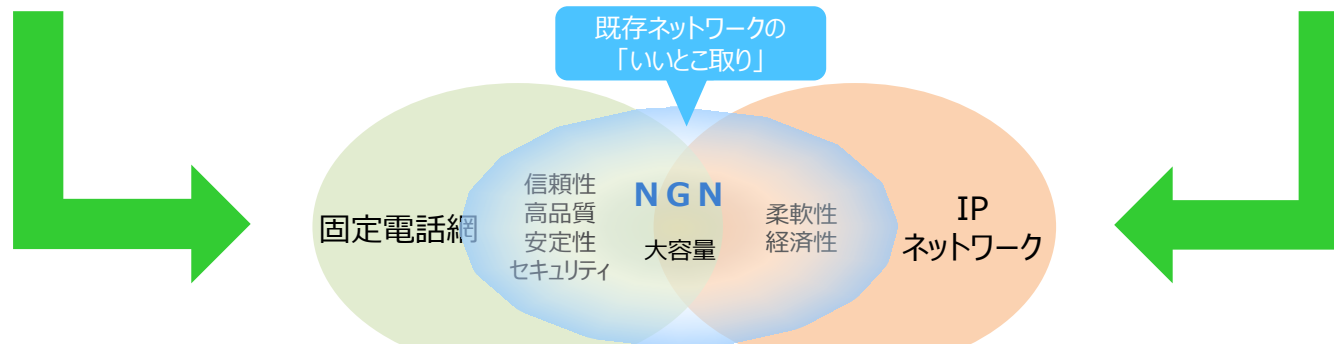 既存ネットワークの
「いいとこ取り」
固定電話網
信頼性
高品質
安定性
セキュリティ
NGN
大容量
柔軟性
経済性
IP
ネットワーク